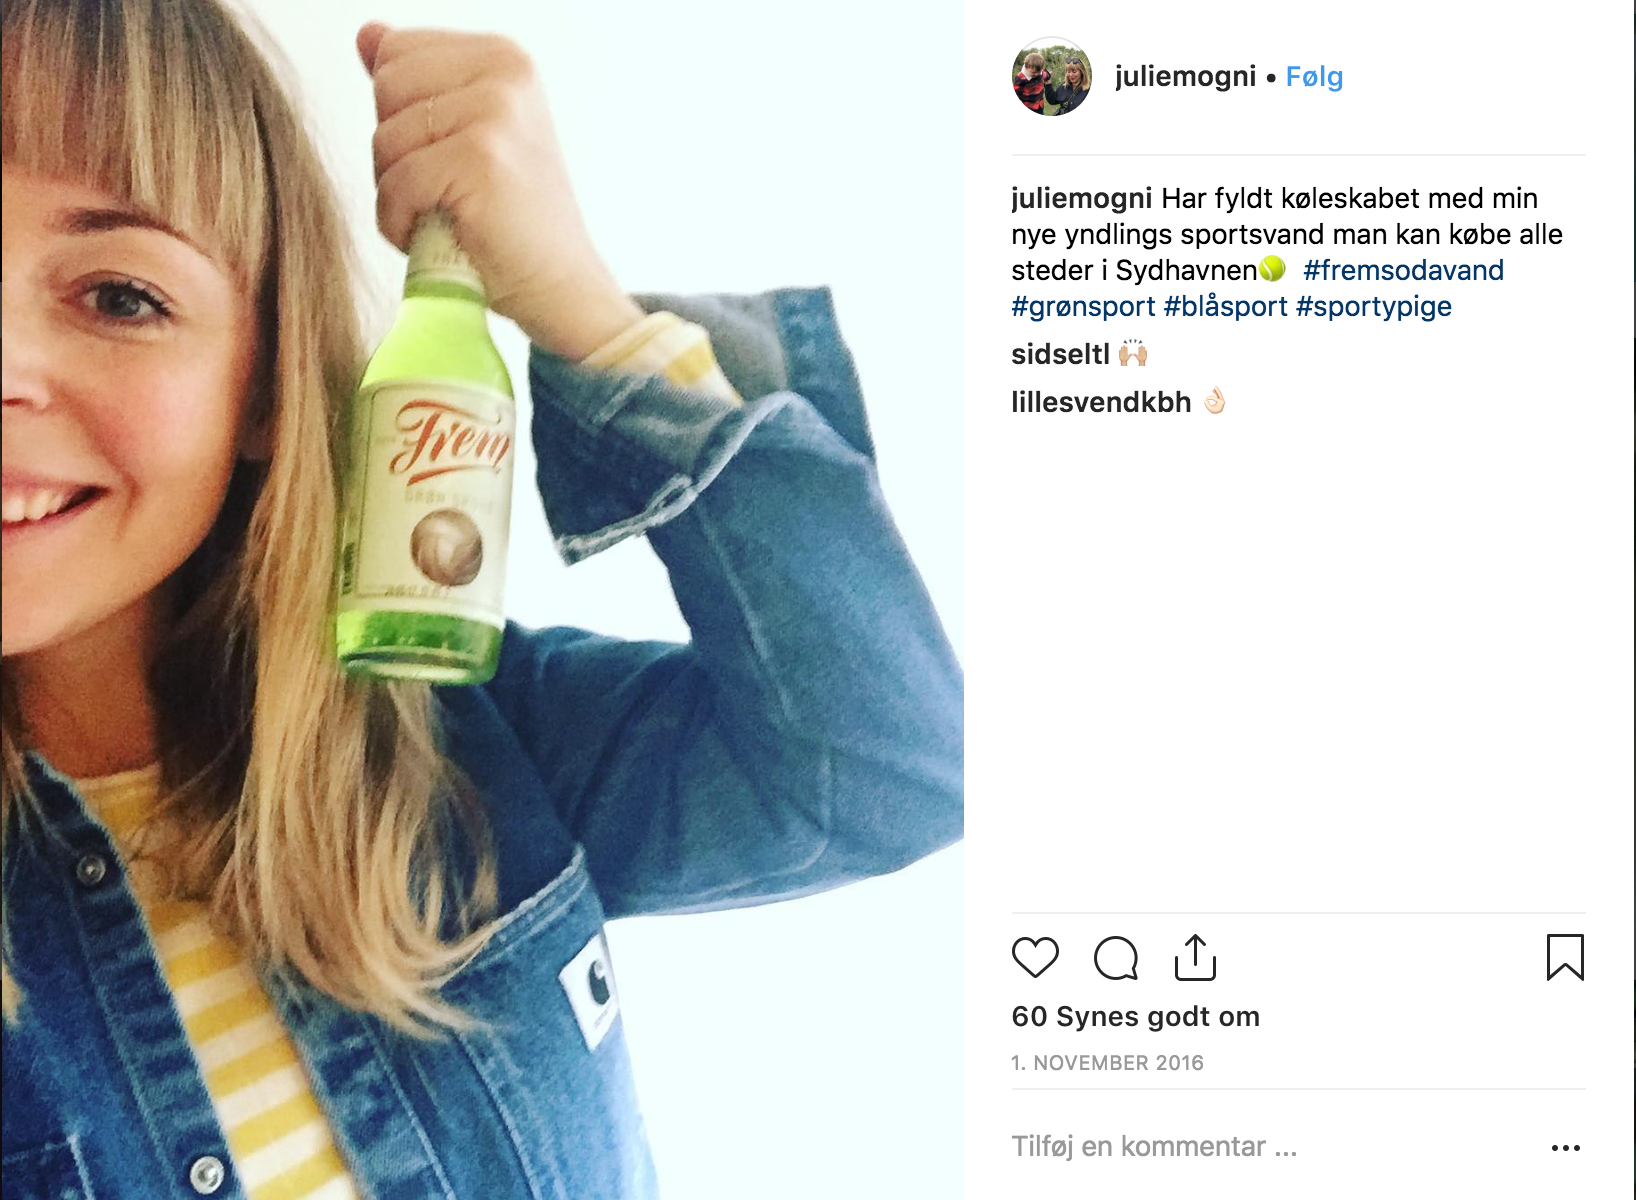 Frem
juliemogni • Følg
juliemogni Har fyldt køleskabet med min
nye yndlings sportsvand man kan købe alle
steder i Sydhavnen🎾 #fremsodavand
#grønsport #blåsport #sportypige
sidseltl 🙌🏼
lillesvendkbh 👌🏻
60 Synes godt om
1. NOVEMBER 2016
Tilføj en kommentar ...